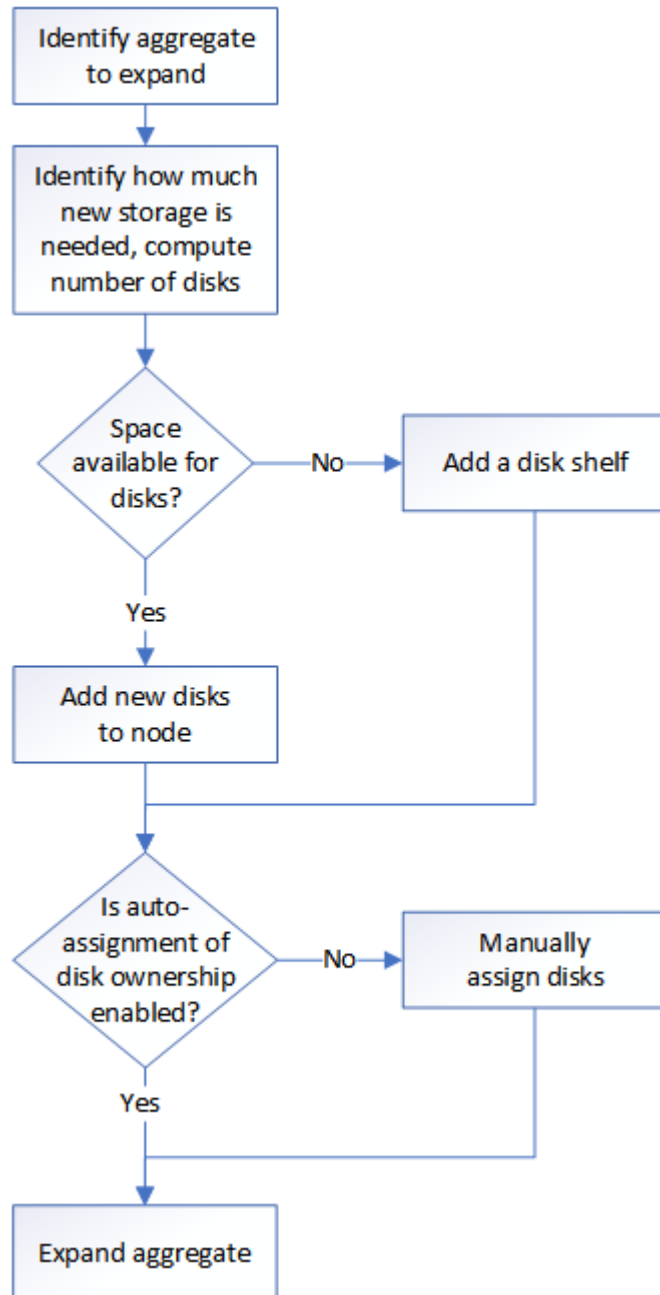 Identify aggregate
to expand
Identify how much
new storage is
needed, compute
number of disks
Space
available for
disks?
No
Add a disk shelf
Yes
Add new disks
to node
Is auto-
assignment of
disk ownership
enabled?
No
Manually
assign disks
Yes
Expand aggregate